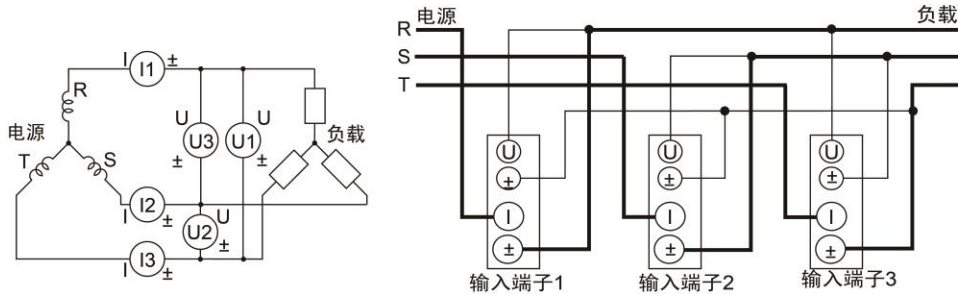 I I1 ±
R
电源
T S
U U3 ±
U U1 ±
负载
I I2 ±
U U2 ±
I I3 ±
电源 负载
R
S
T
U U U
± ± ±
I I I
± ± ±
输入端子1 输入端子2 输入端子3